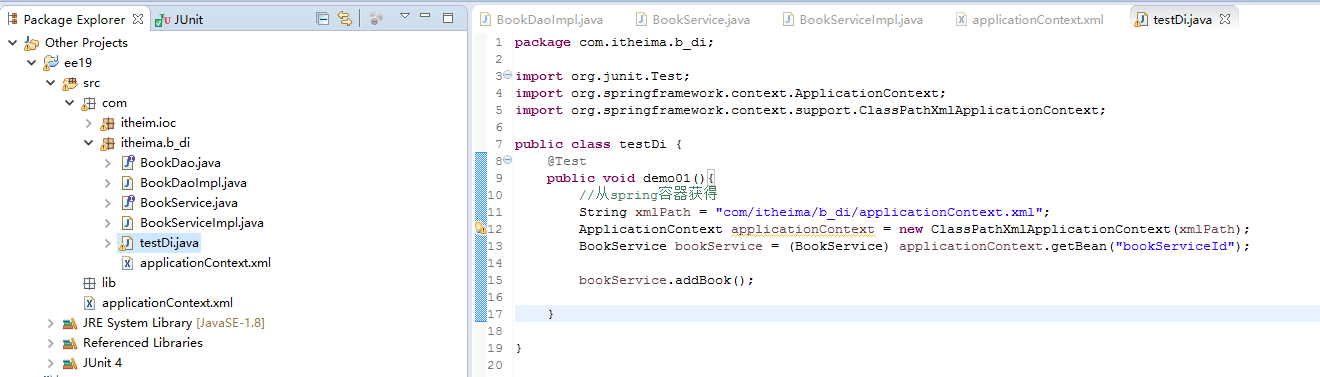 Package Explorer JUnit
Other Projects
ee19
src
com
itheim.ioc
itheima.b_di
BookDao.java
BookDaoImpl.java
BookService.java
BookServiceImpl.java
testDi.java
applicationContext.xml
lib
applicationContext.xml
JRE System Library [JavaSE-1.8]
Referenced Libraries
JUnit 4
BookDaoImpl.java BookService.java BookServiceImpl.java applicationContext.xml testDi.java
1 package com.itheima.b_di;
2
3 import org.junit.Test;
4 import org.springframework.context.ApplicationContext;
5 import org.springframework.context.support.ClassPathXmlApplicationContext;
6
7 public class testDi {
8 @Test
9 public void demo01(){
10 //从spring容器获得
11 String xmlPath = "com/itheima/b_di/applicationContext.xml";
12 ApplicationContext applicationContext = new ClassPathXmlApplicationContext(xmlPath);
13 BookService bookService = (BookService) applicationContext.getBean("bookServiceId");
14
15 bookService.addBook();
16
17 }
18
19 }
20